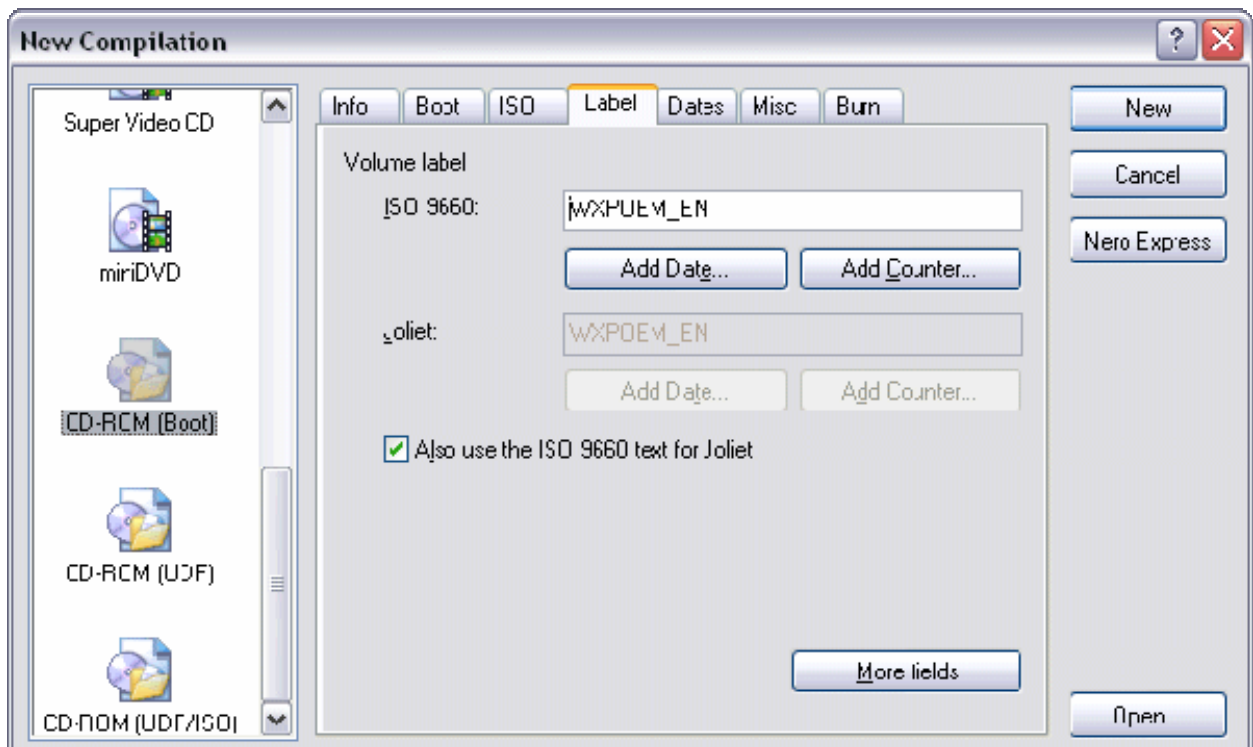 New Compilation
Super Video CD
miniDVD
CD-ROM (Boot)
CD-ROM (UDF)
CD-ROM (UDF/ISO)
Info
Boot
ISO
Label
Dates
Misc
Burn
Volume label
ISO 9660:
WXPOEM_EN
Add Date...
Add Counter...
Joliet:
WXPOEM_EN
Add Date...
Add Counter...
Also use the ISO 9660 text for Joliet
More fields
New
Cancel
Nero Express
Open